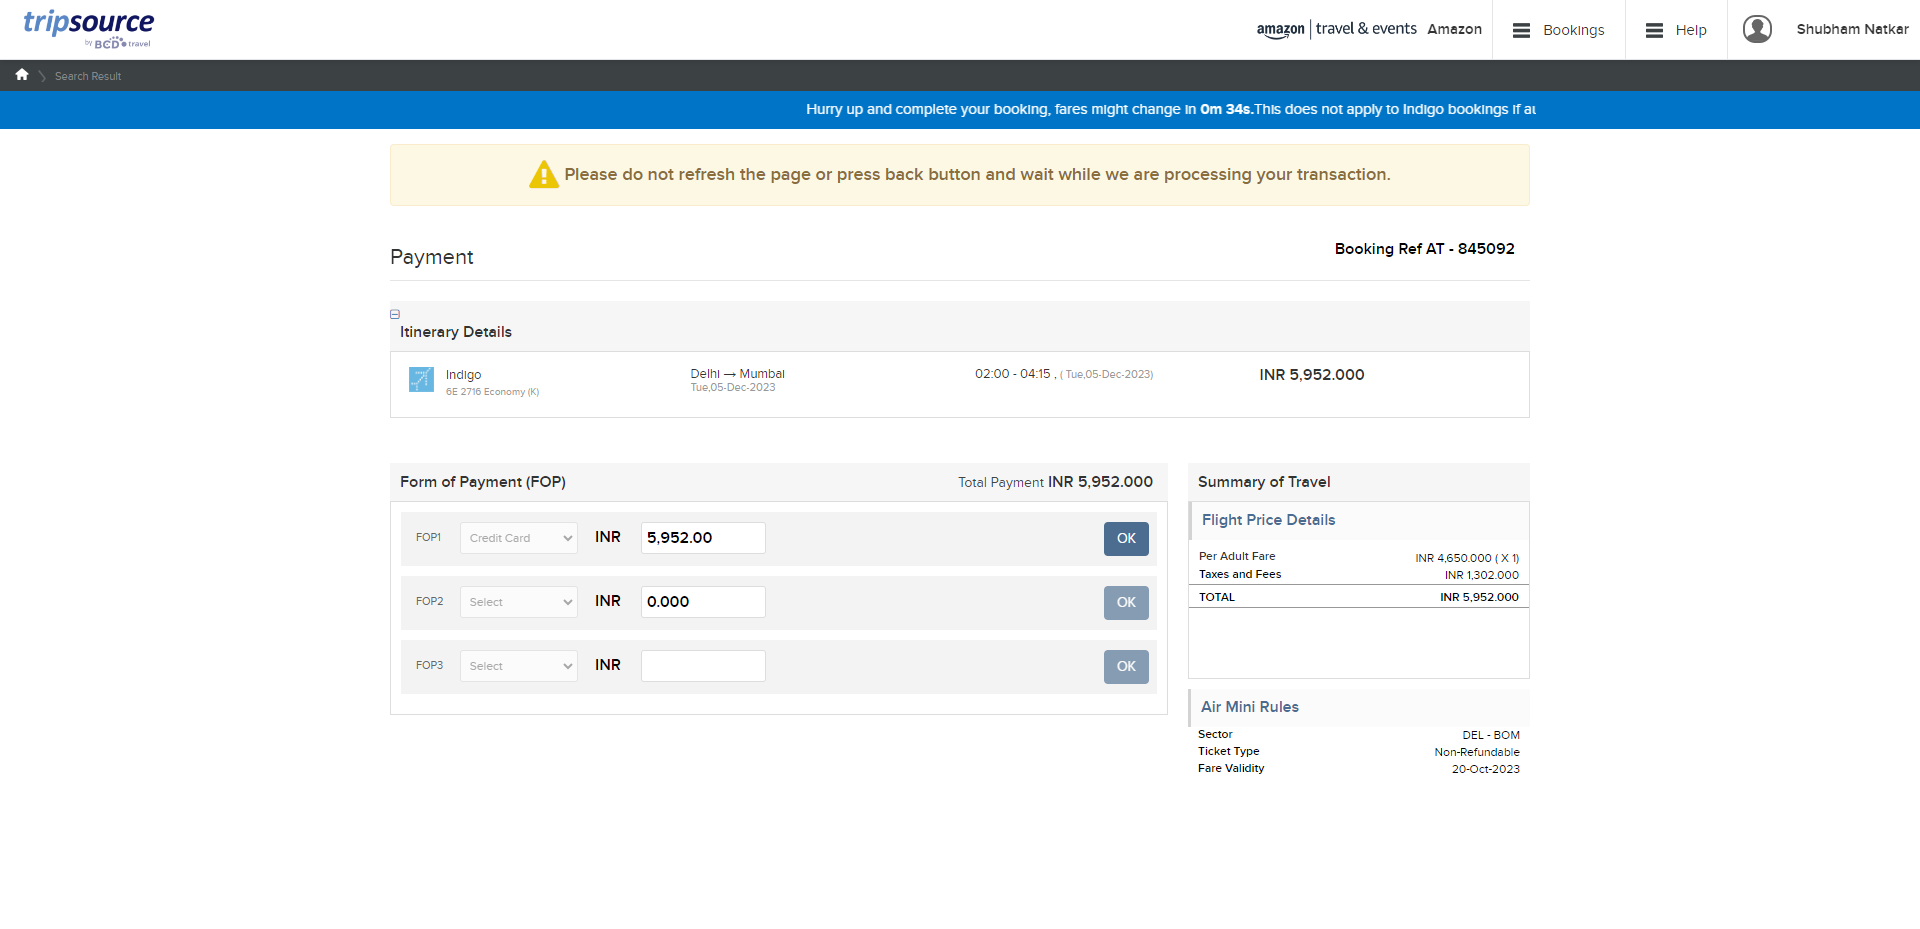 tripsource
by BCD travel
amazon travel & events Amazon
Bookings
Help
Shubham Natkar
Search Result
Hurry up and complete your booking, fares might change in 0m 34s.This does not apply to Indigo bookings if au
Please do not refresh the page or press back button and wait while we are processing your transaction.
Payment
Booking Ref AT - 845092
Itinerary Details
Indigo
6E 2716 Economy (K)
Delhi → Mumbai
Tue,05-Dec-2023
02:00 - 04:15 , ( Tue,05-Dec-2023)
INR 5,952.000
Form of Payment (FOP)
Total Payment INR 5,952.000
FOP1 Credit Card INR 5,952.00 OK
FOP2 Select INR 0.000 OK
FOP3 Select INR OK
Summary of Travel
Flight Price Details
Per Adult Fare INR 4,650.000 ( X 1)
Taxes and Fees INR 1,302.000
TOTAL INR 5,952.000
Air Mini Rules
Sector DEL - BOM
Ticket Type Non-Refundable
Fare Validity 20-Oct-2023